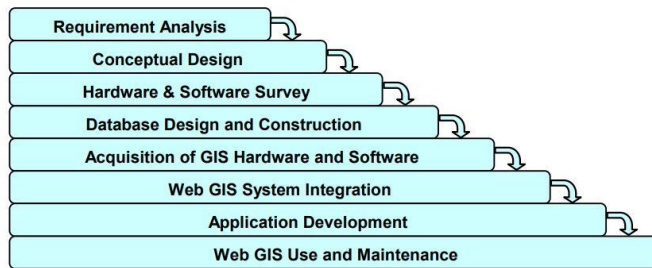 Requirement Analysis
Conceptual Design
Hardware & Software Survey
Database Design and Construction
Acquisition of GIS Hardware and Software
Web GIS System Integration
Application Development
Web GIS Use and Maintenance